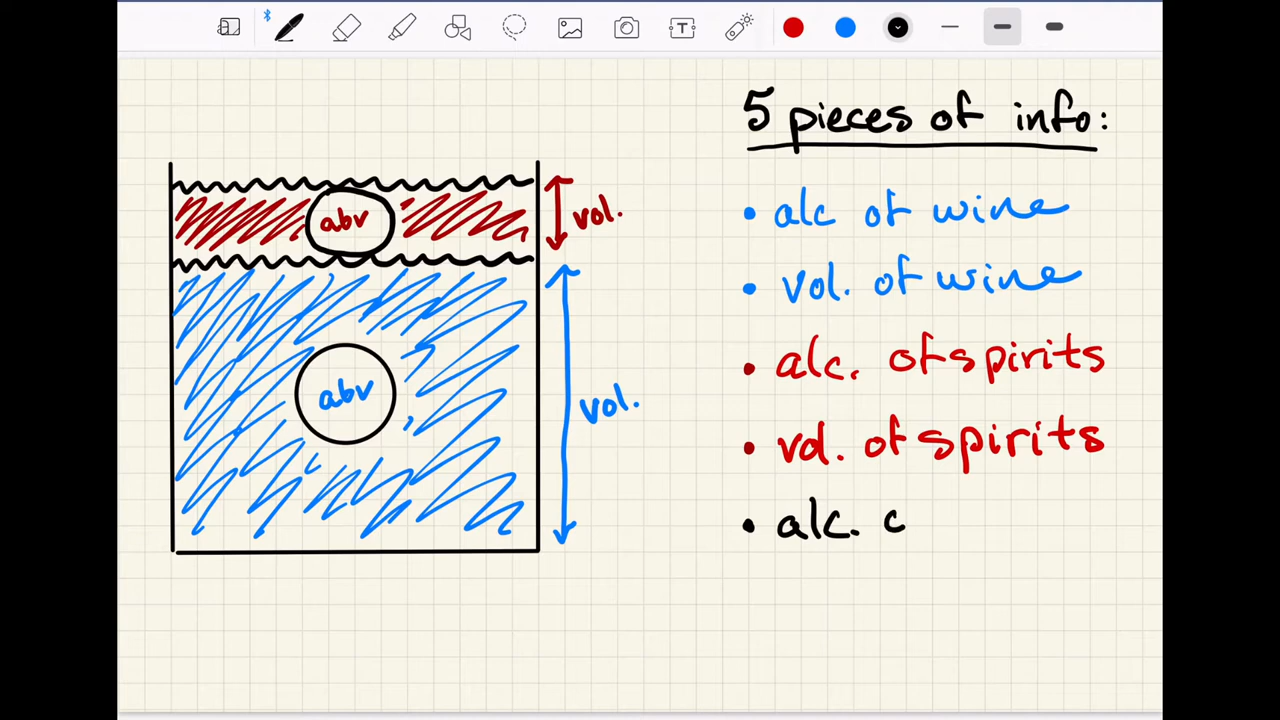 5 pieces of info:
• alc of wine
• vol. of wine
• alc. of spirits
• vol. of spirits
• alc. c
abv
vol.
abv
vol.